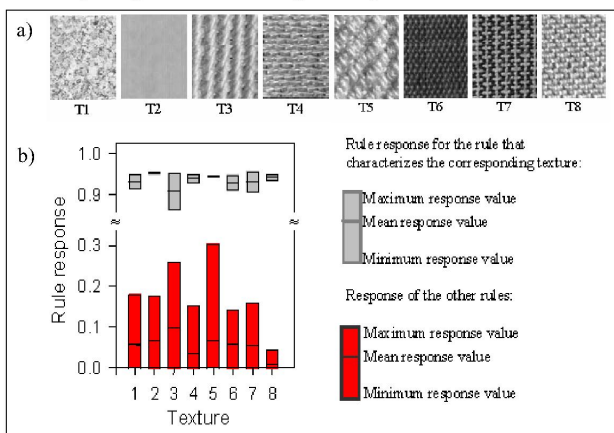 a)
T1 T2 T3 T4 T5 T6 T7 T8
b)
1.0
0.9
≈ ≈
0.3
0.2
0.1
0.0
Rule response
1 2 3 4 5 6 7 8
Texture
Rule response for the rule that
characterizes the corresponding texture:
Maximum response value
Mean response value
Minimum response value
Response of the other rules:
Maximum response value
Mean response value
Minimum response value